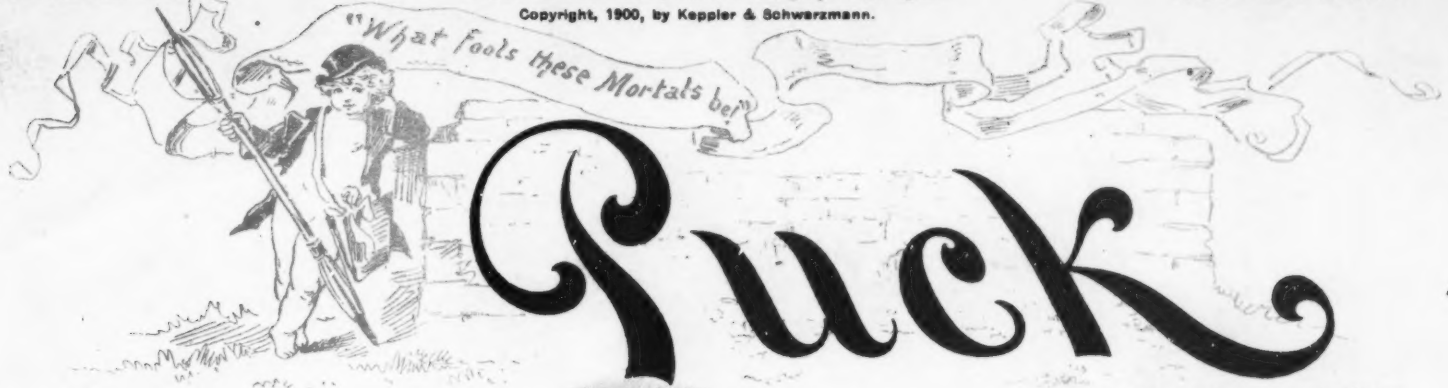 Copyright, 1900, by Keppler & Schwarzmann.
"What Fools these Mortals be!"
Puck